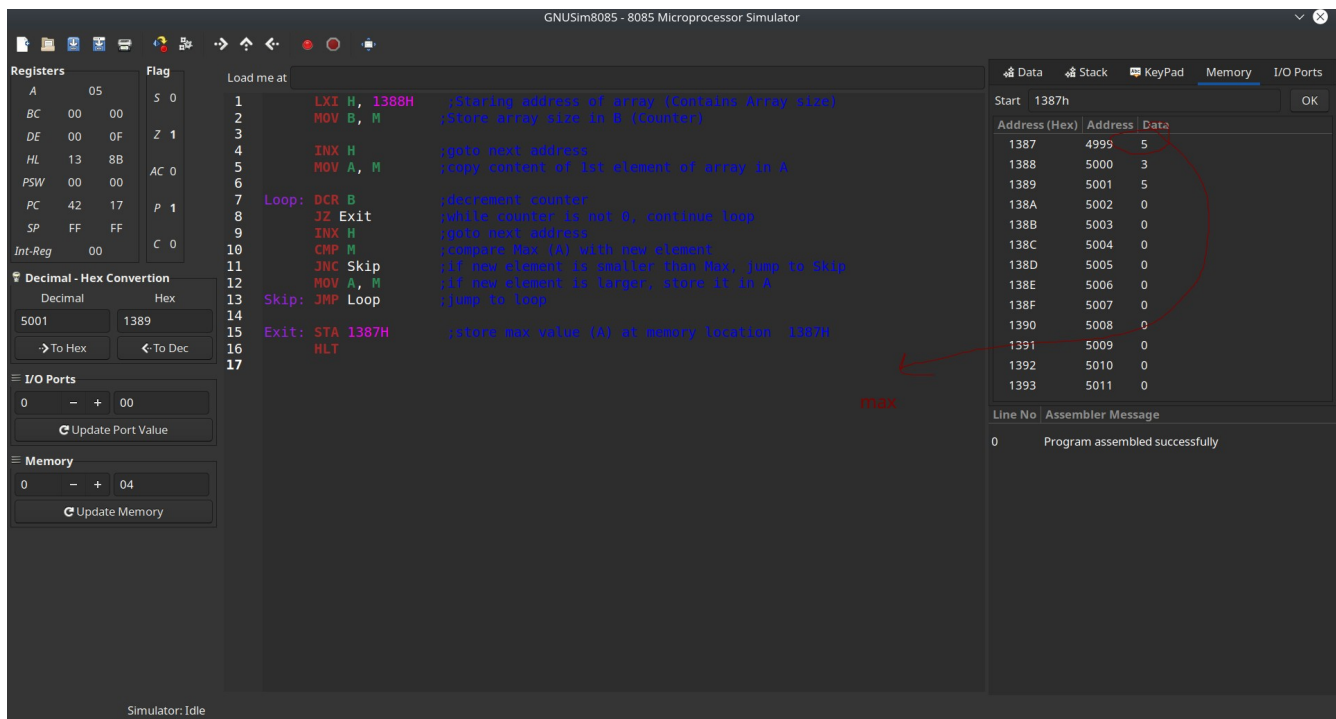 GNUSim8085 - 8085 Microprocessor Simulator
Registers
A 05
BC 00 00
DE 00 0F
HL 13 8B
PSW 00 00
PC 42 17
SP FF FF
Int-Reg 00
Flag
S 0
Z 1
AC 0
P 1
C 0
Decimal - Hex Convertion
Decimal Hex
5001 1389
To Hex To Dec
I/O Ports
0 - + 00
Update Port Value
Memory
0 - + 04
Update Memory
Load me at
1 LXI H, 1388H ;Staring address of array (Contains Array size)
2 MOV B, M ;Store array size in B (Counter)
3
4 INX H ;goto next address
5 MOV A, M ;copy content of 1st element of array in A
6
7 Loop: DCR B ;decrement counter
8 JZ Exit ;while counter is not 0, continue loop
9 INX H ;goto next address
10 CMP M ;compare Max (A) with new element
11 JNC Skip ;if new element is smaller than Max, jump to Skip
12 MOV A, M ;if new element is larger, store it in A
13 Skip: JMP Loop ;jump to loop
14
15 Exit: STA 1387H ;store max value (A) at memory location 1387H
16 HLT
17
max
Data Stack KeyPad Memory I/O Ports
Start 1387h OK
Address (Hex) Address Data
1387 4999 5
1388 5000 3
1389 5001 5
138A 5002 0
138B 5003 0
138C 5004 0
138D 5005 0
138E 5006 0
138F 5007 0
1390 5008 0
1391 5009 0
1392 5010 0
1393 5011 0
Line No Assembler Message
0 Program assembled successfully
Simulator: Idle